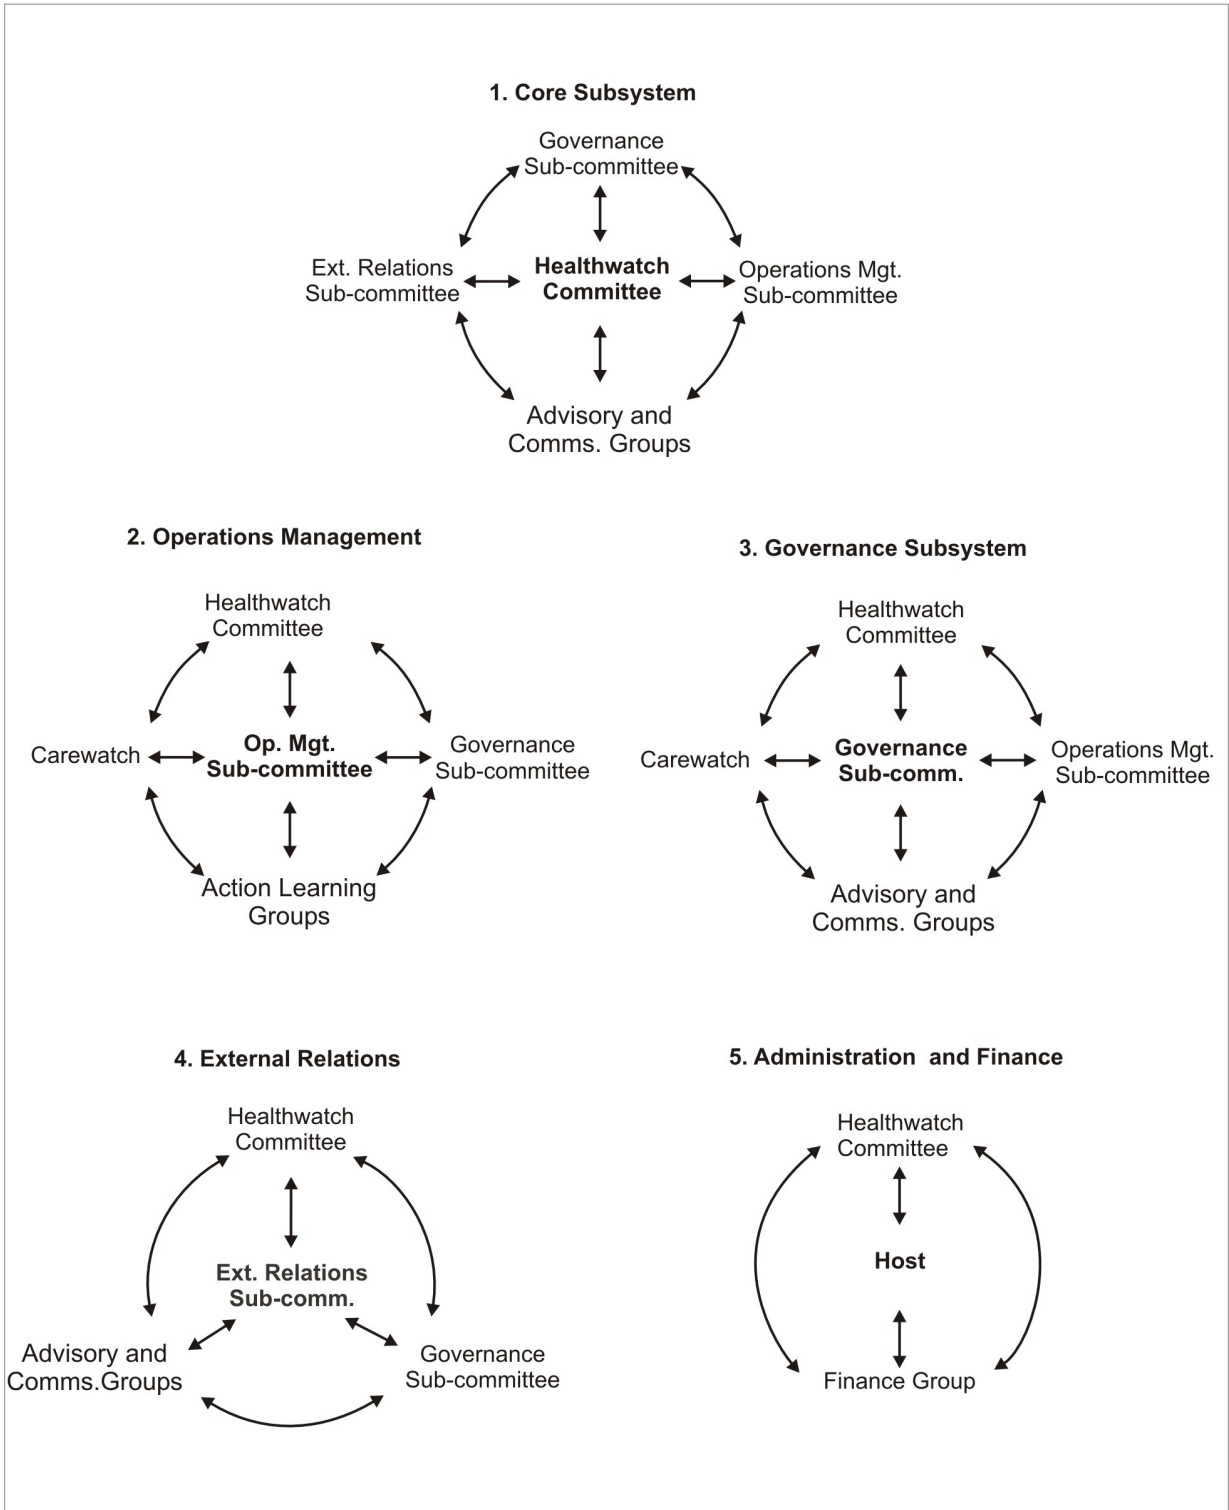 1. Core Subsystem
Governance
Sub-committee
Ext. Relations
Sub-committee
Healthwatch
Committee
Operations Mgt.
Sub-committee
Advisory and
Comms. Groups
2. Operations Management
Healthwatch
Committee
Carewatch
Op. Mgt.
Sub-committee
Governance
Sub-committee
Action Learning
Groups
3. Governance Subsystem
Healthwatch
Committee
Carewatch
Governance
Sub-comm.
Operations Mgt.
Sub-committee
Advisory and
Comms. Groups
4. External Relations
Healthwatch
Committee
Ext. Relations
Sub-comm.
Advisory and
Comms.Groups
Governance
Sub-committee
5. Administration  and Finance
Healthwatch
Committee
Host
Finance Group